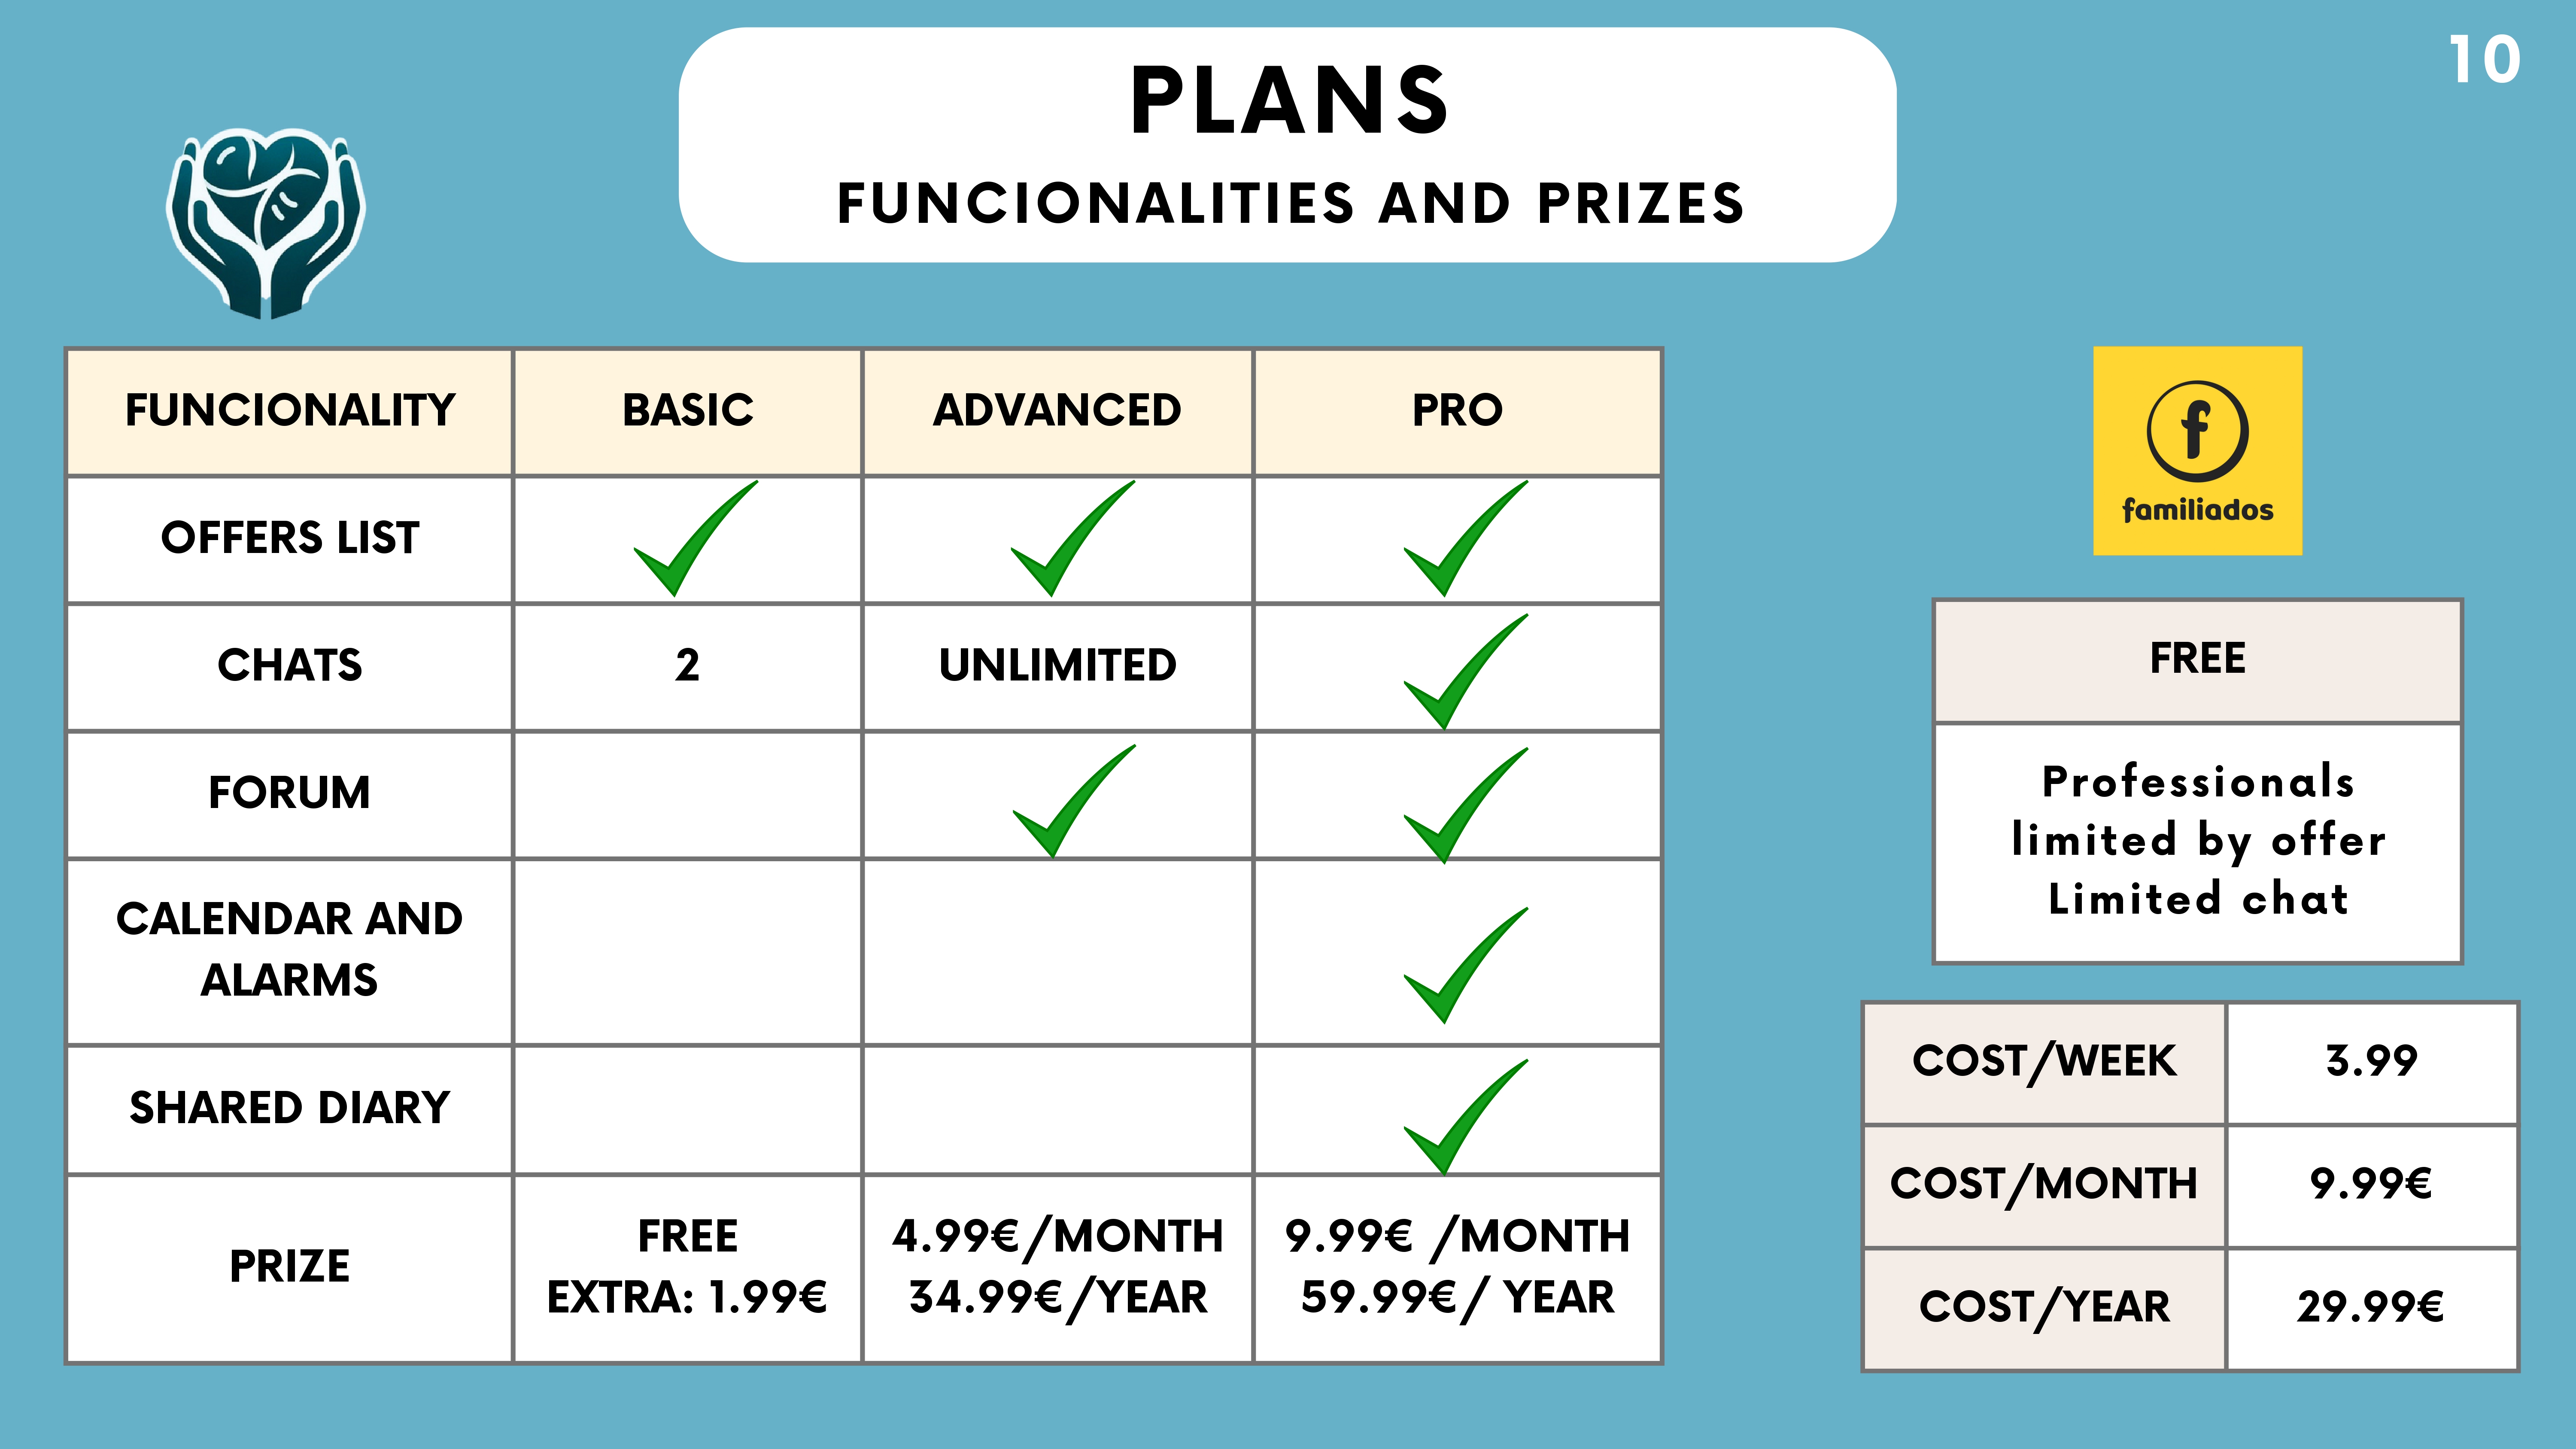 10
PLANS
FUNCIONALITIES AND PRIZES
FUNCIONALITY BASIC ADVANCED PRO
OFFERS LIST
CHATS 2 UNLIMITED
FORUM
CALENDAR AND
ALARMS
SHARED DIARY
PRIZE
FREE
EXTRA: 1.99€
4.99€/MONTH
34.99€/YEAR
9.99€ /MONTH
59.99€/ YEAR
f
familiados
FREE
Professionals
limited by offer
Limited chat
COST/WEEK 3.99
COST/MONTH 9.99€
COST/YEAR 29.99€